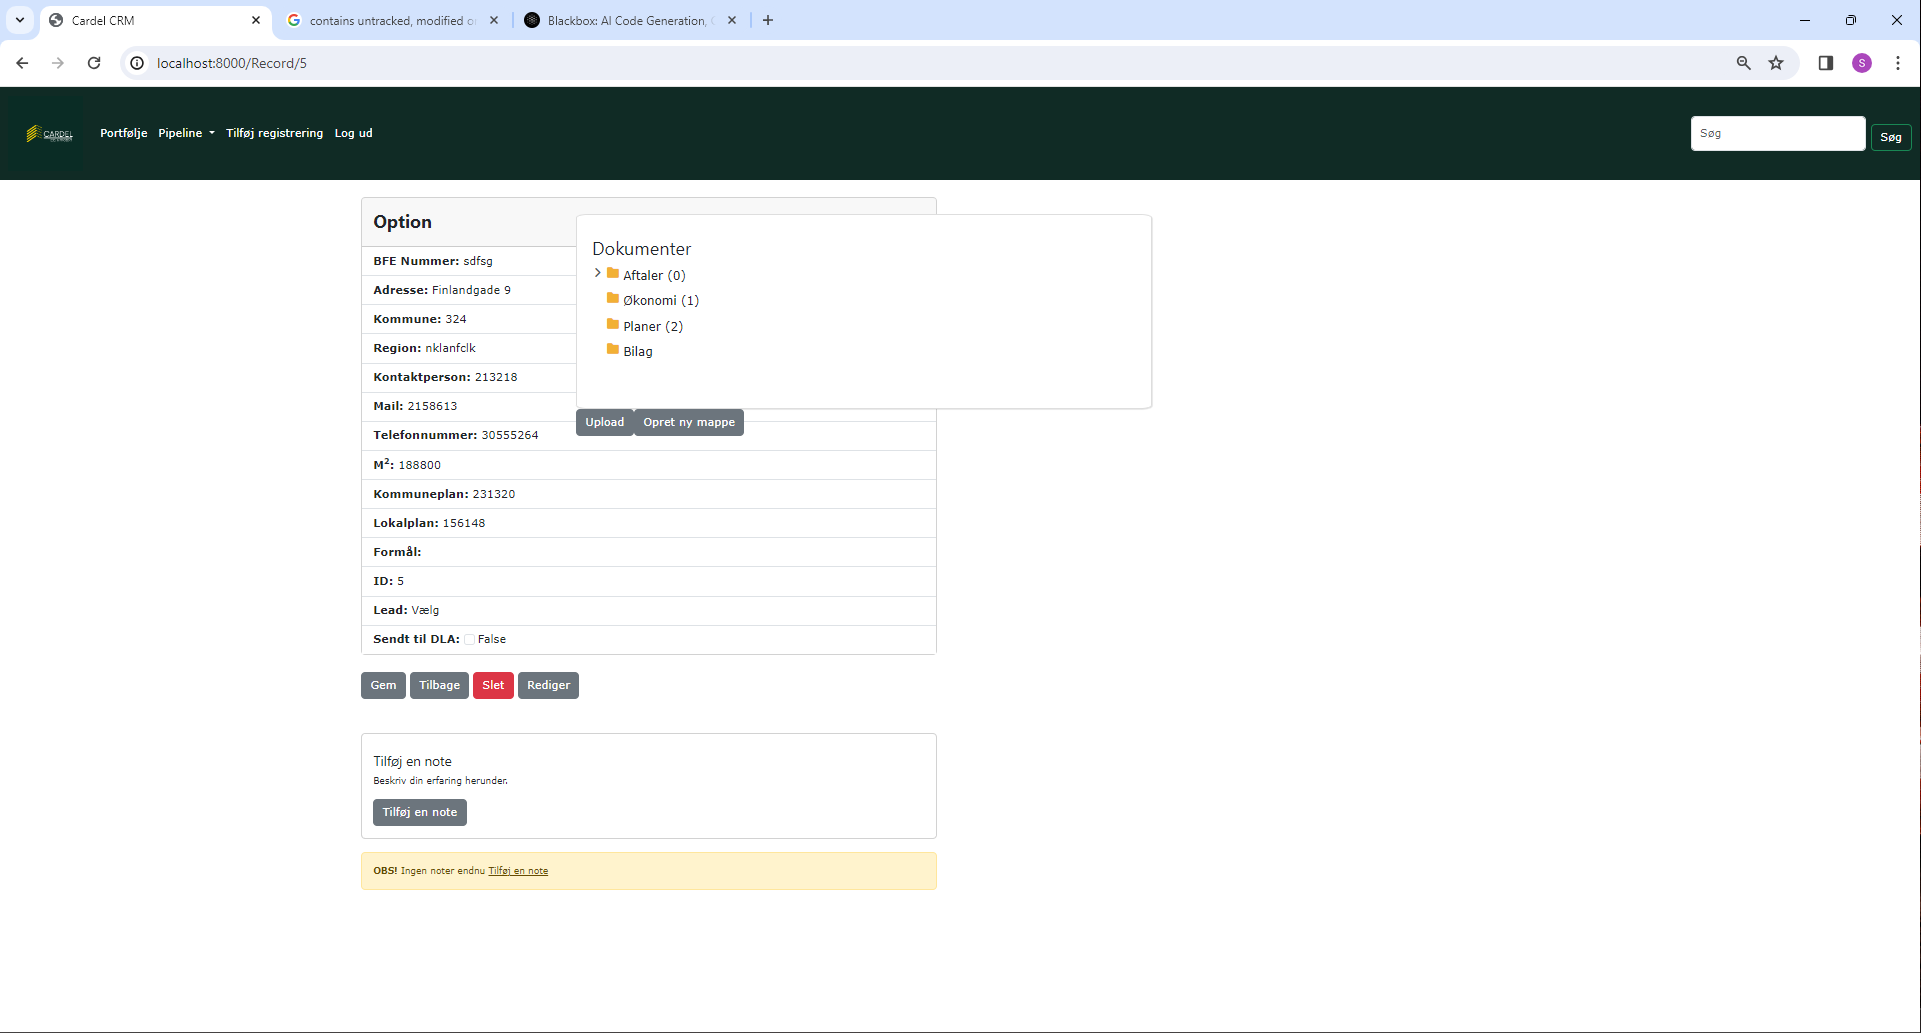 Cardel CRM
contains untracked, modified o
Blackbox: AI Code Generation,
localhost:8000/Record/5
S
CARDEL
Portfølje
Pipeline
Tilføj registrering
Log ud
Søg
Søg
Option
BFE Nummer: sdfsg
Adresse: Finlandgade 9
Kommune: 324
Region: nklanfclk
Kontaktperson: 213218
Mail: 2158613
Telefonnummer: 30555264
M²: 188800
Kommuneplan: 231320
Lokalplan: 156148
Formål:
ID: 5
Lead: Vælg
Sendt til DLA: False
Dokumenter
Aftaler (0)
Økonomi (1)
Planer (2)
Bilag
Upload
Opret ny mappe
Gem
Tilbage
Slet
Rediger
Tilføj en note
Beskriv din erfaring herunder.
Tilføj en note
OBS! Ingen noter endnu Tilføj en note